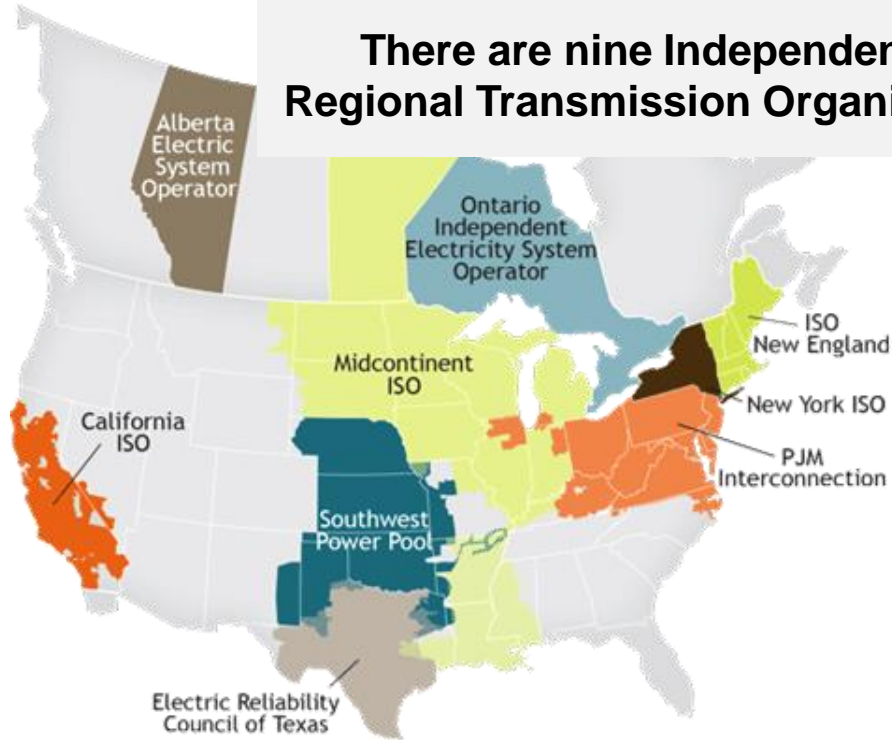 There are nine Independen
Regional Transmission Organi
Alberta
Electric
System
Operator
Ontario
Independent
Electricity System
Operator
ISO
New England
Midcontinent
ISO
New York ISO
California
ISO
PJM
Interconnection
Southwest
Power Pool
Electric Reliability
Council of Texas